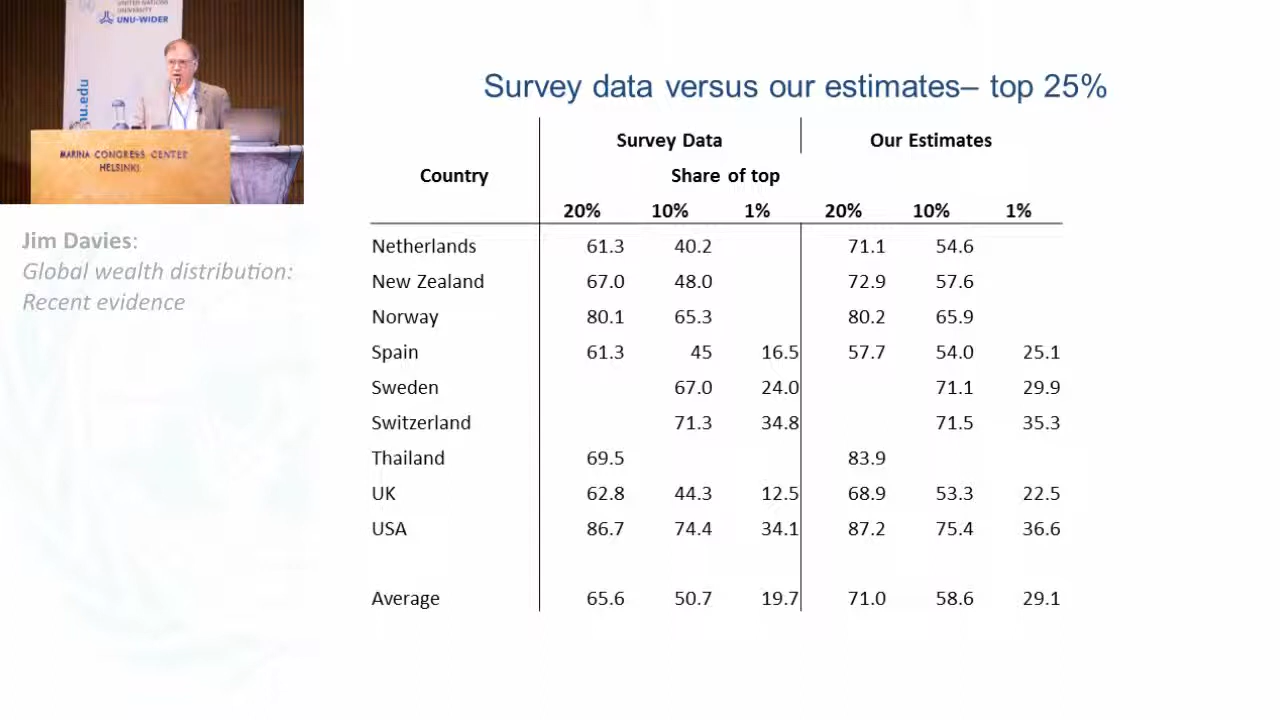 UNITED NATIONS
UNIVERSITY
UNU-WIDER
nu.edu
MARINA CONGRESS CENTER
HELSINKI
Jim Davies:
Global wealth distribution:
Recent evidence
Survey data versus our estimates– top 25%
Survey Data Our Estimates
Country Share of top
20% 10% 1% 20% 10% 1%
Netherlands 61.3 40.2 71.1 54.6
New Zealand 67.0 48.0 72.9 57.6
Norway 80.1 65.3 80.2 65.9
Spain 61.3 45 16.5 57.7 54.0 25.1
Sweden 67.0 24.0 71.1 29.9
Switzerland 71.3 34.8 71.5 35.3
Thailand 69.5 83.9
UK 62.8 44.3 12.5 68.9 53.3 22.5
USA 86.7 74.4 34.1 87.2 75.4 36.6
Average 65.6 50.7 19.7 71.0 58.6 29.1